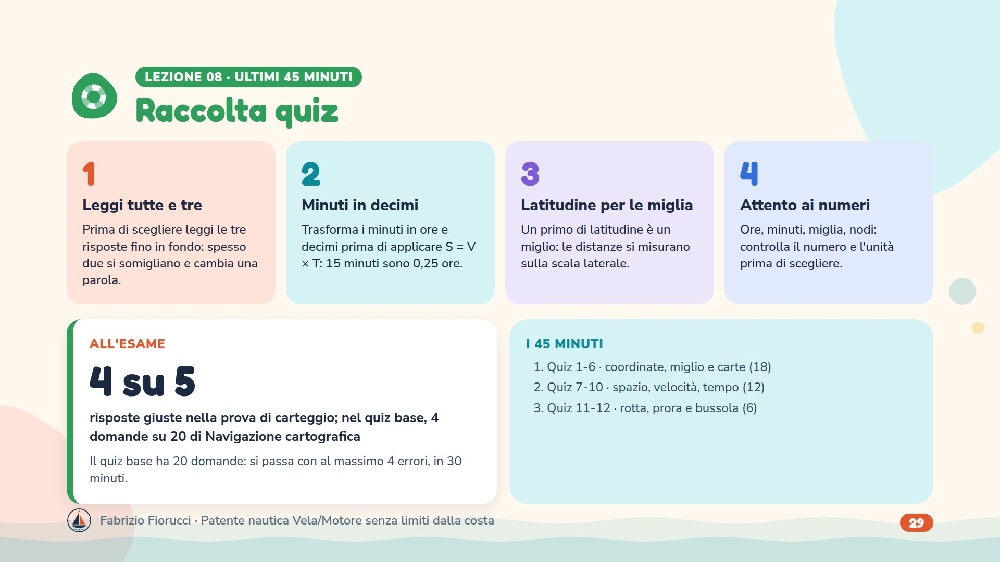 LEZIONE 08 · ULTIMI 45 MINUTI
Raccolta quiz
1
Leggi tutte e tre
Prima di scegliere leggi le tre
risposte fino in fondo: spesso
due si somigliano e cambia una
parola.
2
Minuti in decimi
Trasforma i minuti in ore e
decimi prima di applicare S = V
× T: 15 minuti sono 0,25 ore.
3
Latitudine per le miglia
Un primo di latitudine è un
miglio: le distanze si misurano
sulla scala laterale.
4
Attento ai numeri
Ore, minuti, miglia, nodi:
controlla il numero e l'unità
prima di scegliere.
ALL'ESAME
4 su 5
risposte giuste nella prova di carteggio; nel quiz base, 4
domande su 20 di Navigazione cartografica
Il quiz base ha 20 domande: si passa con al massimo 4 errori, in 30
minuti.
I 45 MINUTI
1. Quiz 1-6 · coordinate, miglio e carte (18)
2. Quiz 7-10 · spazio, velocità, tempo (12)
3. Quiz 11-12 · rotta, prora e bussola (6)
Fabrizio Fiorucci · Patente nautica Vela/Motore senza limiti dalla costa
29